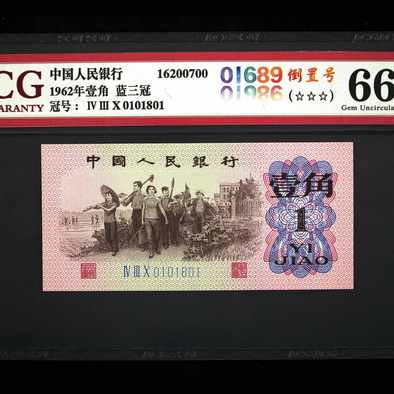 CG
ARANTY
中国人民银行 16200700
1962年壹角 蓝三冠
冠号: Ⅳ Ⅲ Ⅹ 0101801
01689 倒置号
(☆☆☆)
66
Gem Uncircula
中國人民銀行
壹角
1
YI
JIAO
Ⅳ Ⅲ Ⅹ 0101801